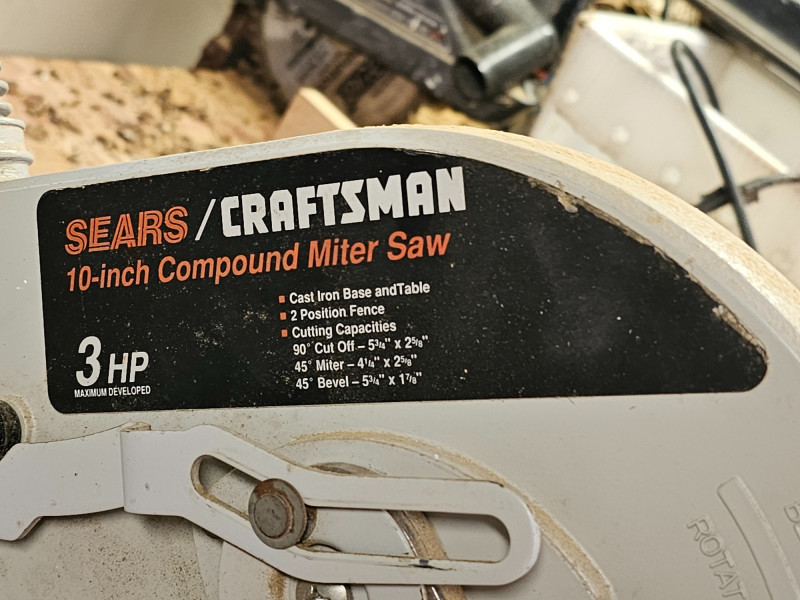 SEARS/CRAFTSMAN
10-inch Compound Miter Saw
▪ Cast Iron Base andTable
▪ 2 Position Fence
▪ Cutting Capacities
90° Cut Off – 5³/⁴" x 2⁵/⁸"
45° Miter – 4¹/⁴" x 2⁵/⁸"
45° Bevel – 5³/⁴" x 1⁷/⁸"
3 HP
MAXIMUM DEVELOPED